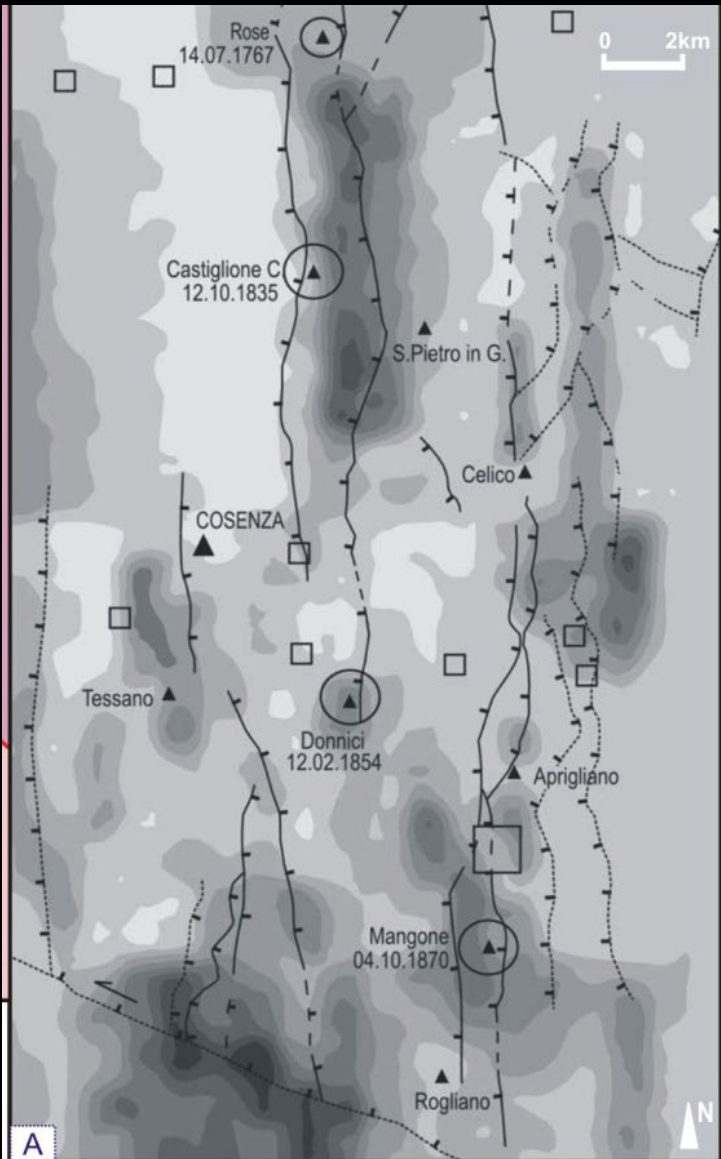 Rose
14.07.1767
0 2km
Castiglione C.
12.10.1835
S.Pietro in G.
Celico
COSENZA
Tessano
Donnici
12.02.1854
Aprigliano
Mangone
04.10.1870
Rogliano
N
A